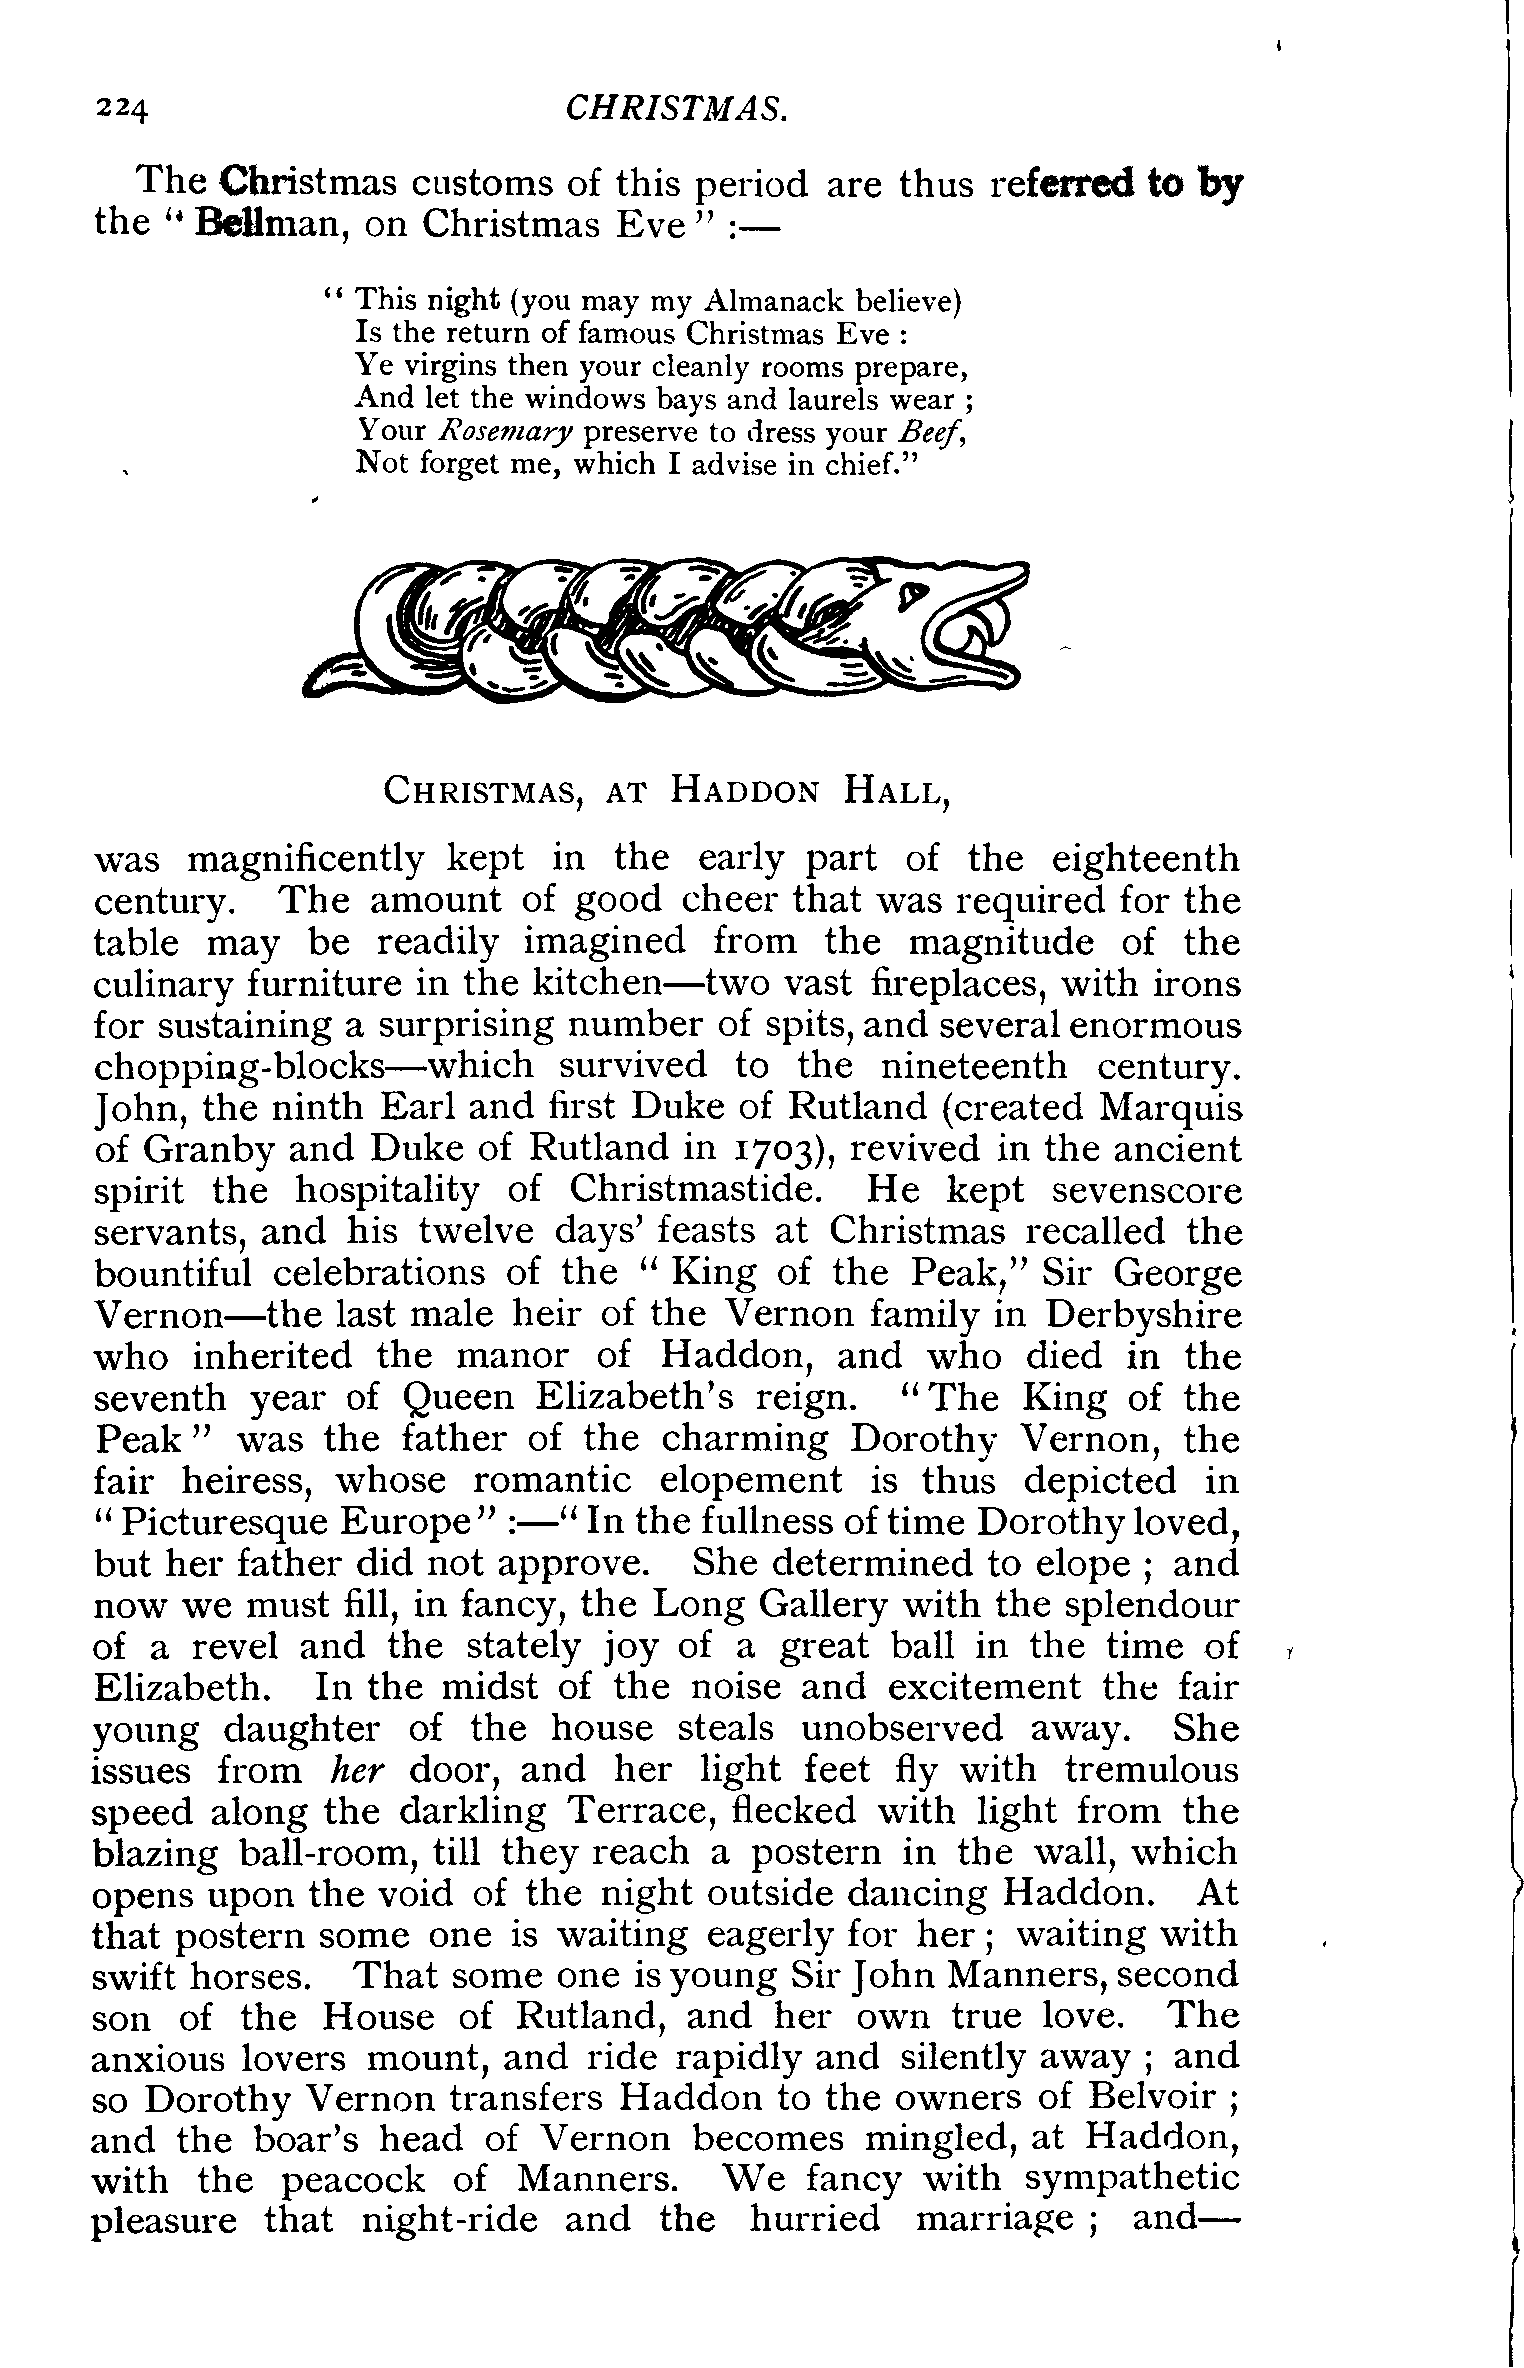 224 CHRISTMAS.
The Christmas customs of this period are thus referred to by
the “ Bellman, on Christmas Eve ” :—
“ This night (you may my Almanack believe)
Is the return of famous Christmas Eve :
Ye virgins then your cleanly rooms prepare,
And let the windows bays and laurels wear ;
Your Rosemary preserve to dress your Beef,
Not forget me, which I advise in chief.”
CHRISTMAS, AT HADDON HALL,
was magnificently kept in the early part of the eighteenth
century. The amount of good cheer that was required for the
table may be readily imagined from the magnitude of the
culinary furniture in the kitchen—two vast fireplaces, with irons
for sustaining a surprising number of spits, and several enormous
chopping-blocks—which survived to the nineteenth century.
John, the ninth Earl and first Duke of Rutland (created Marquis
of Granby and Duke of Rutland in 1703), revived in the ancient
spirit the hospitality of Christmastide. He kept sevenscore
servants, and his twelve days’ feasts at Christmas recalled the
bountiful celebrations of the “ King of the Peak,” Sir George
Vernon—the last male heir of the Vernon family in Derbyshire
who inherited the manor of Haddon, and who died in the
seventh year of Queen Elizabeth’s reign. “ The King of the
Peak ” was the father of the charming Dorothy Vernon, the
fair heiress, whose romantic elopement is thus depicted in
“ Picturesque Europe ” :—“ In the fullness of time Dorothy loved,
but her father did not approve. She determined to elope ; and
now we must fill, in fancy, the Long Gallery with the splendour
of a revel and the stately joy of a great ball in the time of
Elizabeth. In the midst of the noise and excitement the fair
young daughter of the house steals unobserved away. She
issues from her door, and her light feet fly with tremulous
speed along the darkling Terrace, flecked with light from the
blazing ball-room, till they reach a postern in the wall, which
opens upon the void of the night outside dancing Haddon. At
that postern some one is waiting eagerly for her ; waiting with
swift horses. That some one is young Sir John Manners, second
son of the House of Rutland, and her own true love. The
anxious lovers mount, and ride rapidly and silently away ; and
so Dorothy Vernon transfers Haddon to the owners of Belvoir ;
and the boar’s head of Vernon becomes mingled, at Haddon,
with the peacock of Manners. We fancy with sympathetic
pleasure that night-ride and the hurried marriage ; and—